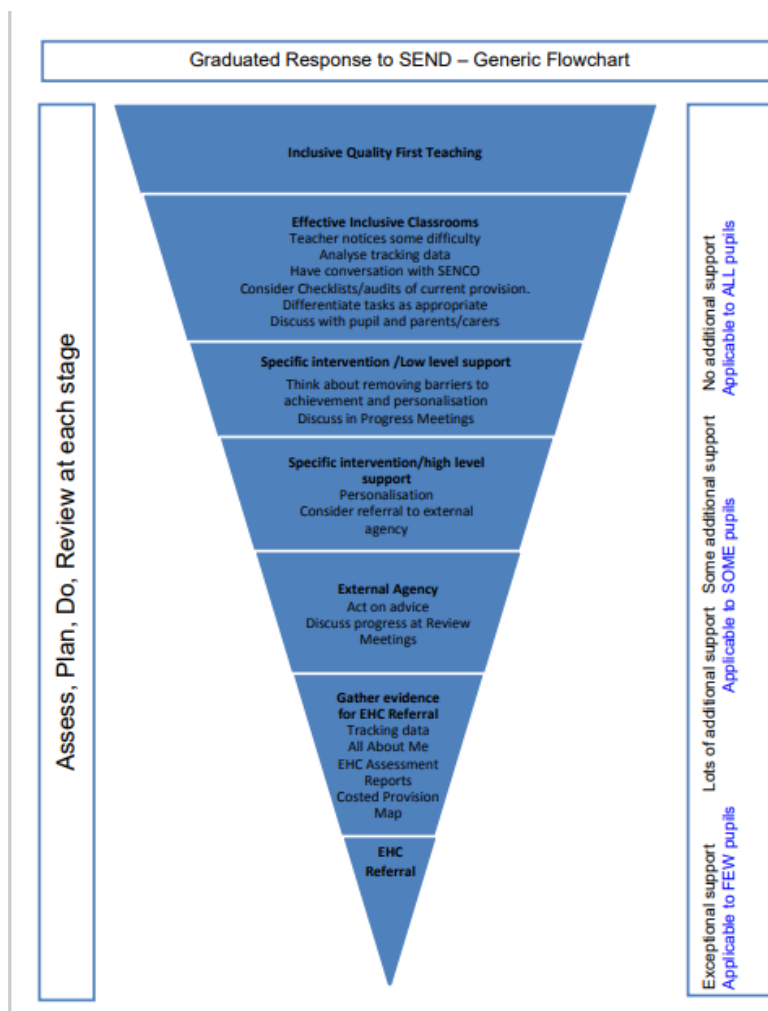 Graduated Response to SEND – Generic Flowchart
Assess, Plan, Do, Review at each stage
Inclusive Quality First Teaching
Effective Inclusive Classrooms
Teacher notices some difficulty
Analyse tracking data
Have conversation with SENCO
Consider Checklists/audits of current provision.
Differentiate tasks as appropriate
Discuss with pupil and parents/carers
Specific intervention /Low level support
Think about removing barriers to
achievement and personalisation
Discuss in Progress Meetings
Specific intervention/high level
support
Personalisation
Consider referral to external
agency
External Agency
Act on advice
Discuss progress at Review
Meetings
Gather evidence
for EHC Referral
Tracking data
All About Me
EHC Assessment
Reports
Costed Provision
Map
EHC
Referral
Exceptional support Lots of additional support Some additional support No additional support
Applicable to FEW pupils Applicable to SOME pupils Applicable to ALL pupils